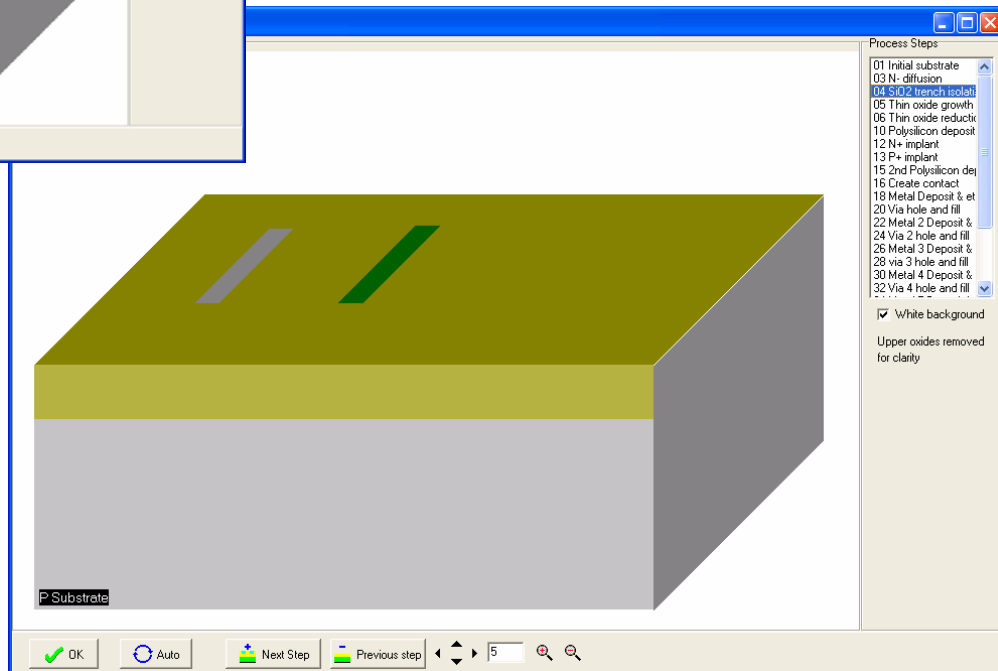 Process Steps
01 Initial substrate
03 N- diffusion
04 SiO2 trench isolati
05 Thin oxide growth
06 Thin oxide reductic
10 Polysilicon deposit
12 N+ implant
13 P+ implant
15 2nd Polysilicon de
16 Create contact
18 Metal Deposit & et
20 Via hole and fill
22 Metal 2 Deposit &
24 Via 2 hole and fill
26 Metal 3 Deposit &
28 via 3 hole and fill
30 Metal 4 Deposit &
32 Via 4 hole and fill
White background
Upper oxides removed
for clarity
P Substrate
OK
Auto
Next Step
Previous step
5